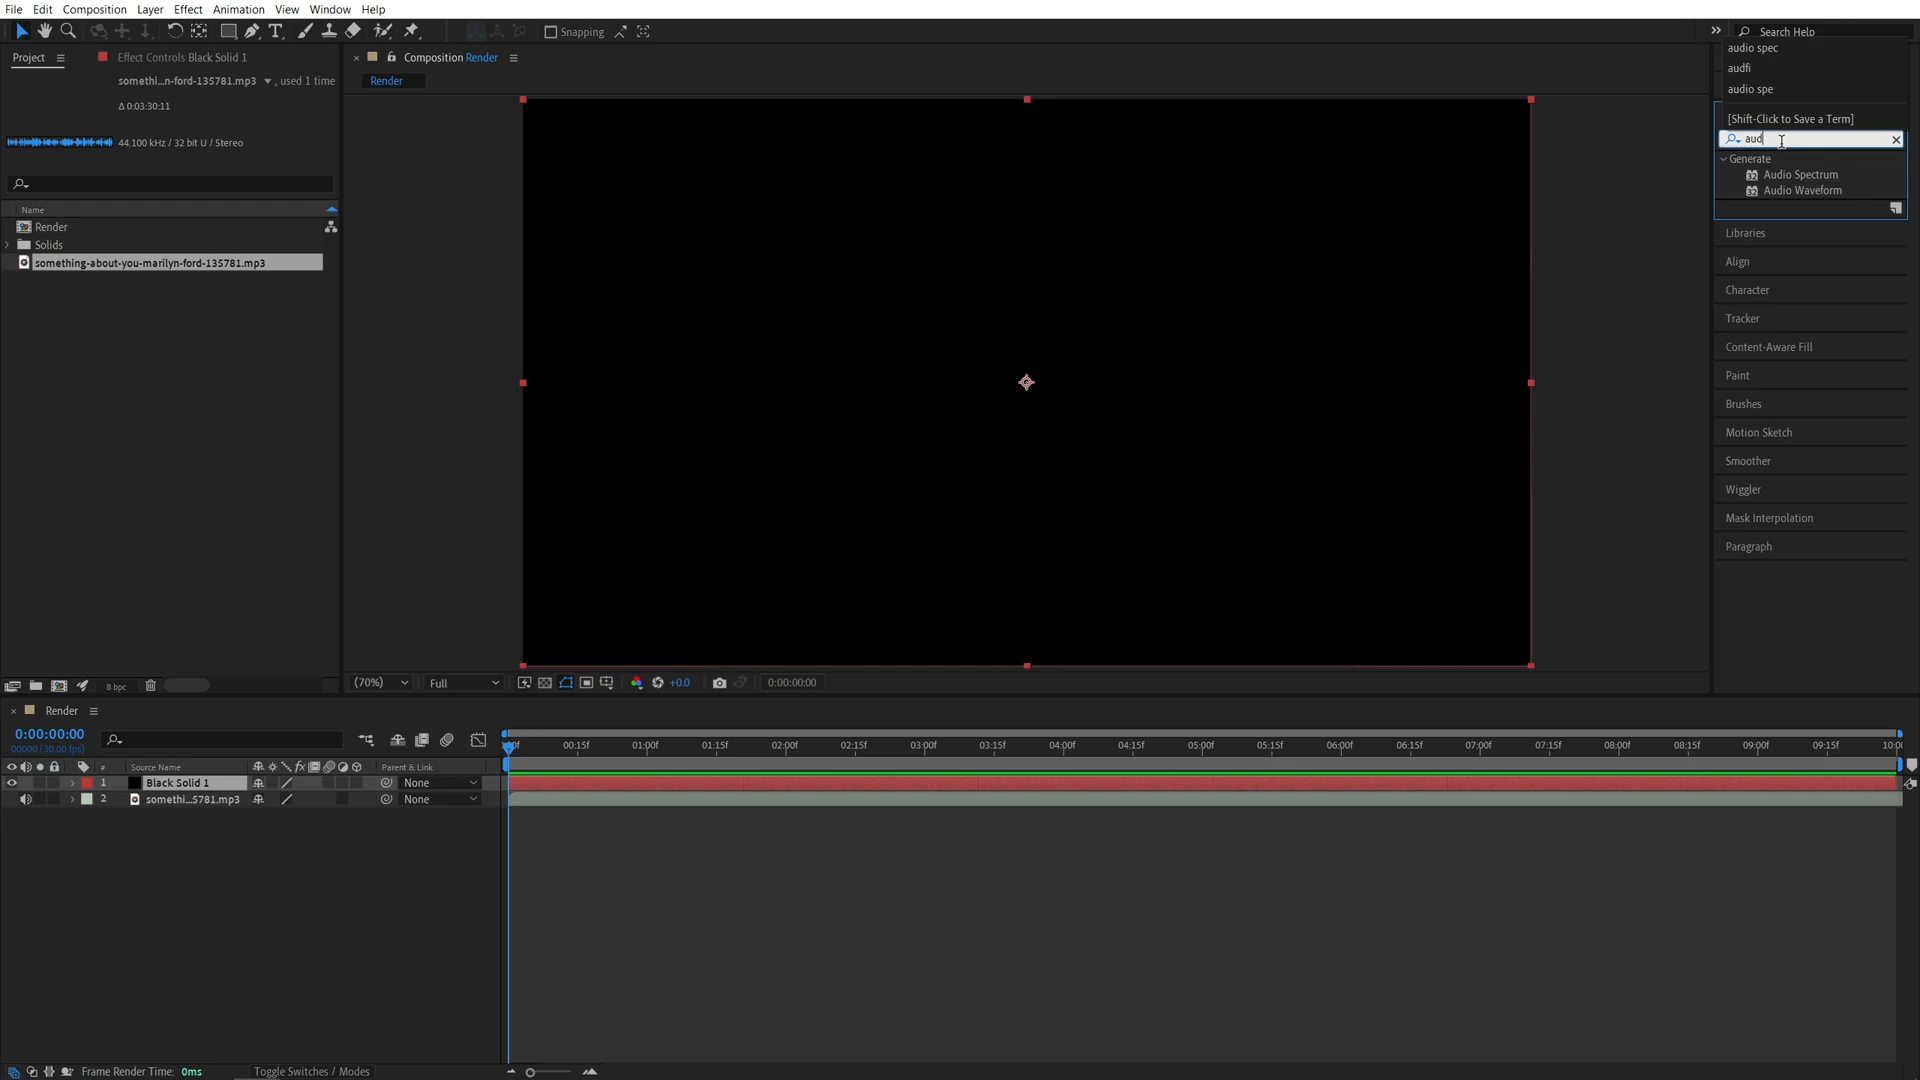 File Edit Composition Layer Effect Animation View Window Help
Snapping
Search Help
Project
Effect Controls Black Solid 1
somethi...n-ford-135781.mp3 , used 1 time
Δ 0:03:30:11
44.100 kHz / 32 bit U / Stereo
Name
Render
Solids
something-about-you-marilyn-ford-135781.mp3
8 bpc
Composition Render
Render
(70%)
Full
+0.0
0:00:00:00
audio spec
audfi
audio spe
[Shift-Click to Save a Term]
aud
Generate
Audio Spectrum
Audio Waveform
Libraries
Align
Character
Tracker
Content-Aware Fill
Paint
Brushes
Motion Sketch
Smoother
Wiggler
Mask Interpolation
Paragraph
Render
0:00:00:00
00000 (30.00 fps)
00:15f 01:00f 01:15f 02:00f 02:15f 03:00f 03:15f 04:00f 04:15f 05:00f 05:15f 06:00f 06:15f 07:00f 07:15f 08:00f 08:15f 09:00f 09:15f
# Source Name fx Parent & Link
1 Black Solid 1 None
2 somethi...5781.mp3 None
Frame Render Time: 0ms
Toggle Switches / Modes